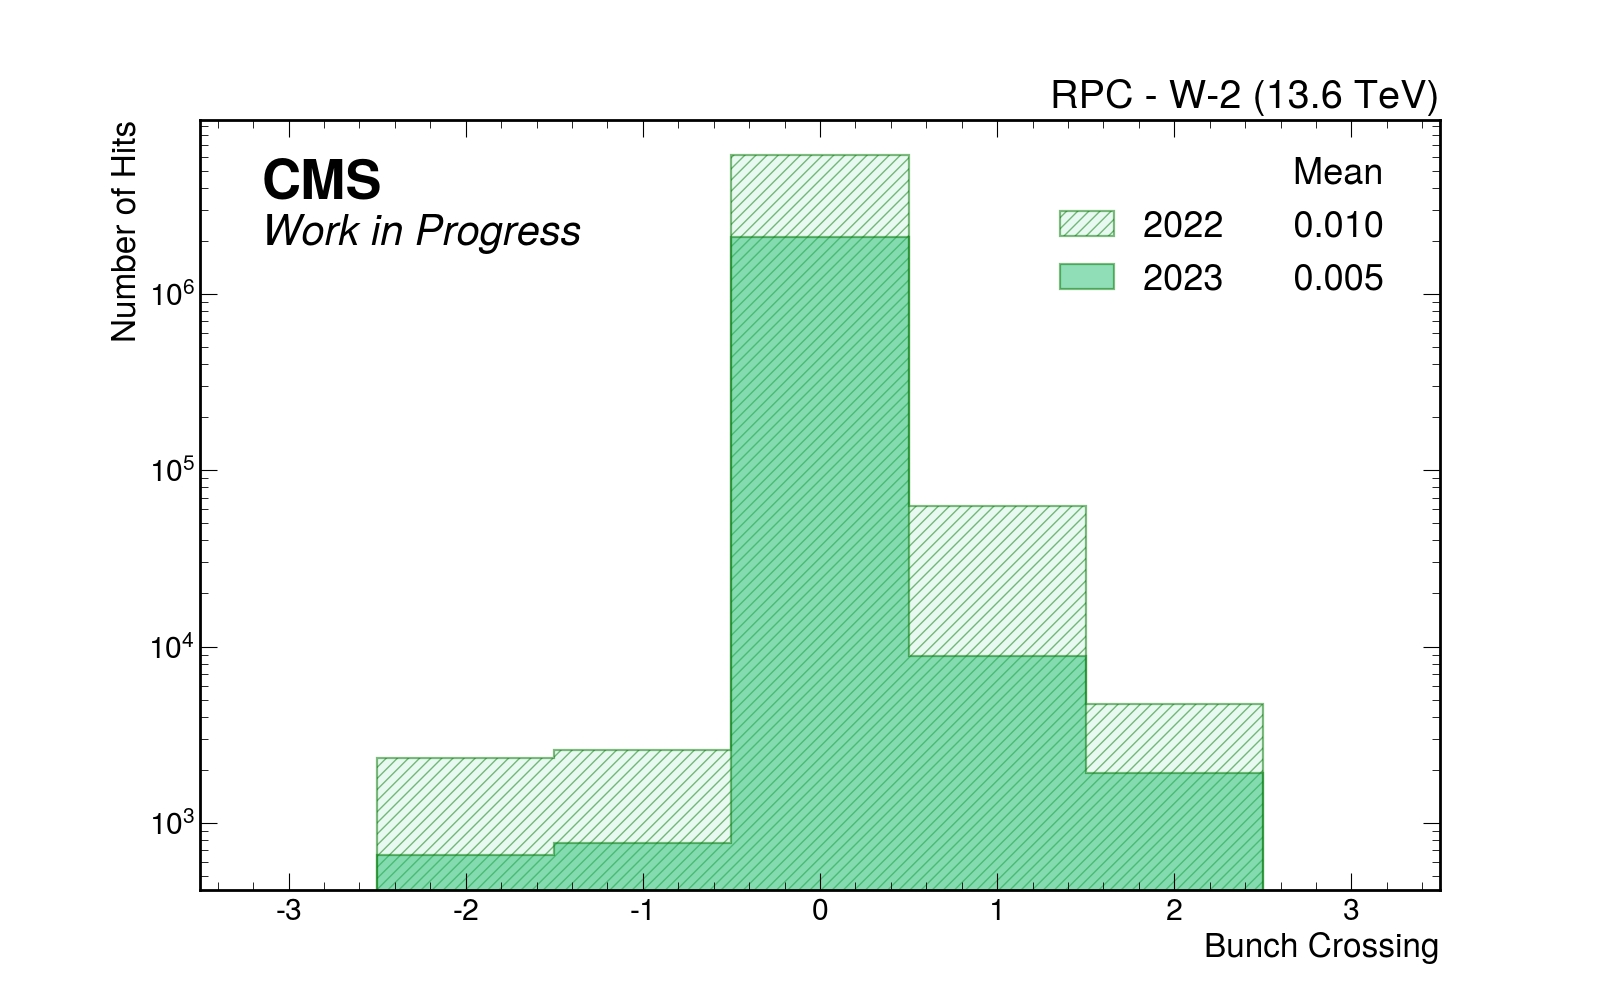 RPC - W-2 (13.6 TeV)
Number of Hits
CMS
Work in Progress
Mean
2022 0.010
2023 0.005
10⁶
10⁵
10⁴
10³
-3 -2 -1 0 1 2 3
Bunch Crossing